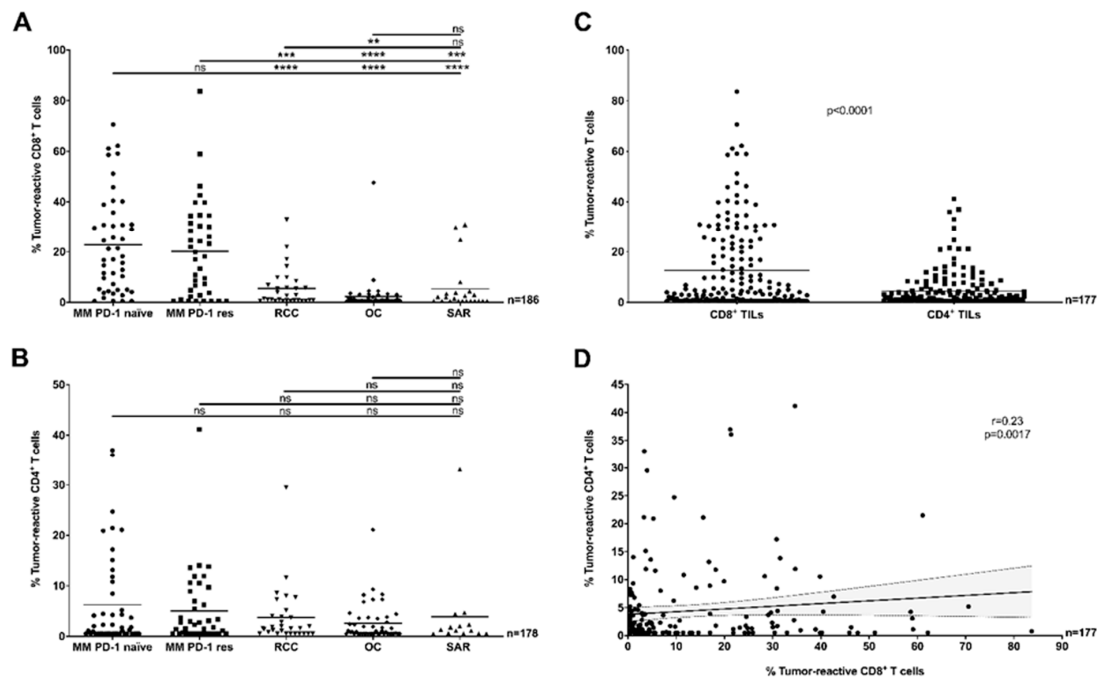 A
ns
** ns
*** **** ***
ns **** **** ****
100
80
60
40
20
0
% Tumor-reactive CD8⁺ T cells
MM PD-1 naïve MM PD-1 res RCC OC SAR
n=186
B
ns
ns ns
ns ns ns
ns ns ns ns
50
40
30
20
10
0
% Tumor-reactive CD4⁺ T cells
MM PD-1 naïve MM PD-1 res RCC OC SAR
n=178
C
100
80
60
40
20
0
% Tumor-reactive T cells
p<0.0001
CD8⁺ TILs CD4⁺ TILs
n=177
D
45
40
35
30
25
20
15
10
5
0
% Tumor-reactive CD4⁺ T cells
r=0.23
p=0.0017
0 10 20 30 40 50 60 70 80 90
n=177
% Tumor-reactive CD8⁺ T cells